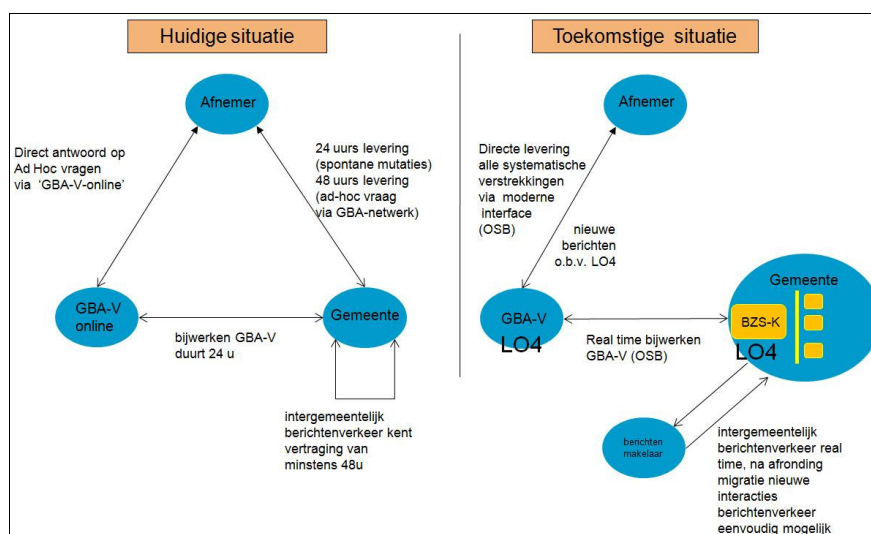 Huidige situatie
Afnemer
Direct antwoord op
Ad Hoc vragen
via 'GBA-V-online'
24 uurs levering
(spontane mutaties)
48 uurs levering
(ad-hoc vraag
via GBA-netwerk)
GBA-V
online
Gemeente
bijwerken GBA-V
duurt 24 u
intergemeentelijk
berichtenverkeer kent
vertraging van
minstens 48u
Toekomstige situatie
Afnemer
Directe levering
alle systematische
verstrekkingen
via moderne
interface
(OSB)
nieuwe
berichten
o.b.v. LO4
Gemeente
GBA-V
LO4
BZS-K
LO4
Real time bijwerken
GBA-V (OSB)
berichten
makelaar
intergemeentelijk
berichtenverkeer real
time, na afronding
migratie nieuwe
interacties
berichtenverkeer
eenvoudig mogelijk